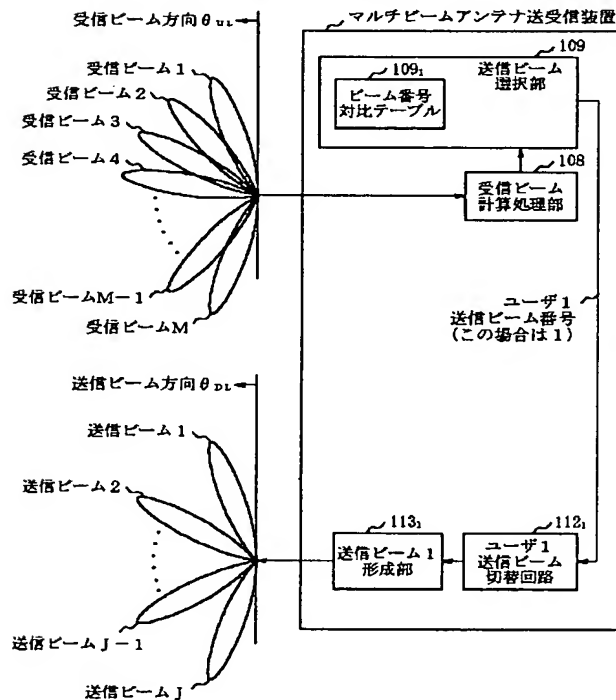 受信ビーム方向θUL
受信ビーム1
受信ビーム2
受信ビーム3
受信ビーム4
受信ビームM−1
受信ビームM
マルチビームアンテナ送受信装置
109
送信ビーム
選択部
109₁
ビーム番号
対比テーブル
108
受信ビーム
計算処理部
ユーザ1
送信ビーム番号
(この場合は1)
送信ビーム方向θDL
送信ビーム1
送信ビーム2
送信ビームJ−1
送信ビームJ
113₁
送信ビーム1
形成部
112₁
ユーザ1
送信ビーム
切替回路